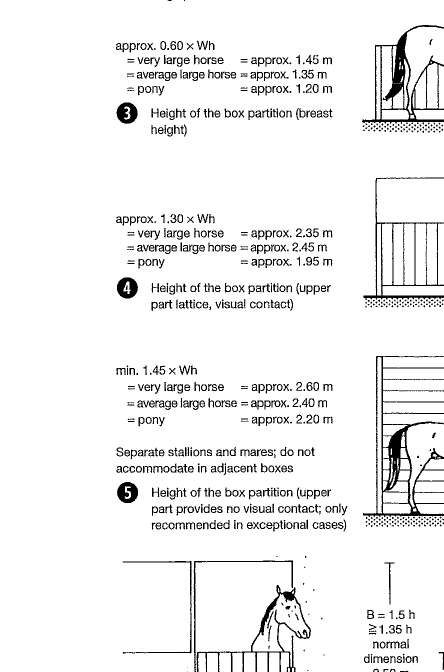 approx. 0.60 × Wh
= very large horse = approx. 1.45 m
= average large horse = approx. 1.35 m
= pony = approx. 1.20 m
3 Height of the box partition (breast
height)
approx. 1.30 × Wh
= very large horse = approx. 2.35 m
= average large horse = approx. 2.45 m
= pony = approx. 1.95 m
4 Height of the box partition (upper
part lattice, visual contact)
min. 1.45 × Wh
= very large horse = approx. 2.60 m
= average large horse = approx. 2.40 m
= pony = approx. 2.20 m
Separate stallions and mares; do not
accommodate in adjacent boxes
5 Height of the box partition (upper
part provides no visual contact; only
recommended in exceptional cases)
B = 1.5 h
≧ 1.35 h
normal
dimension